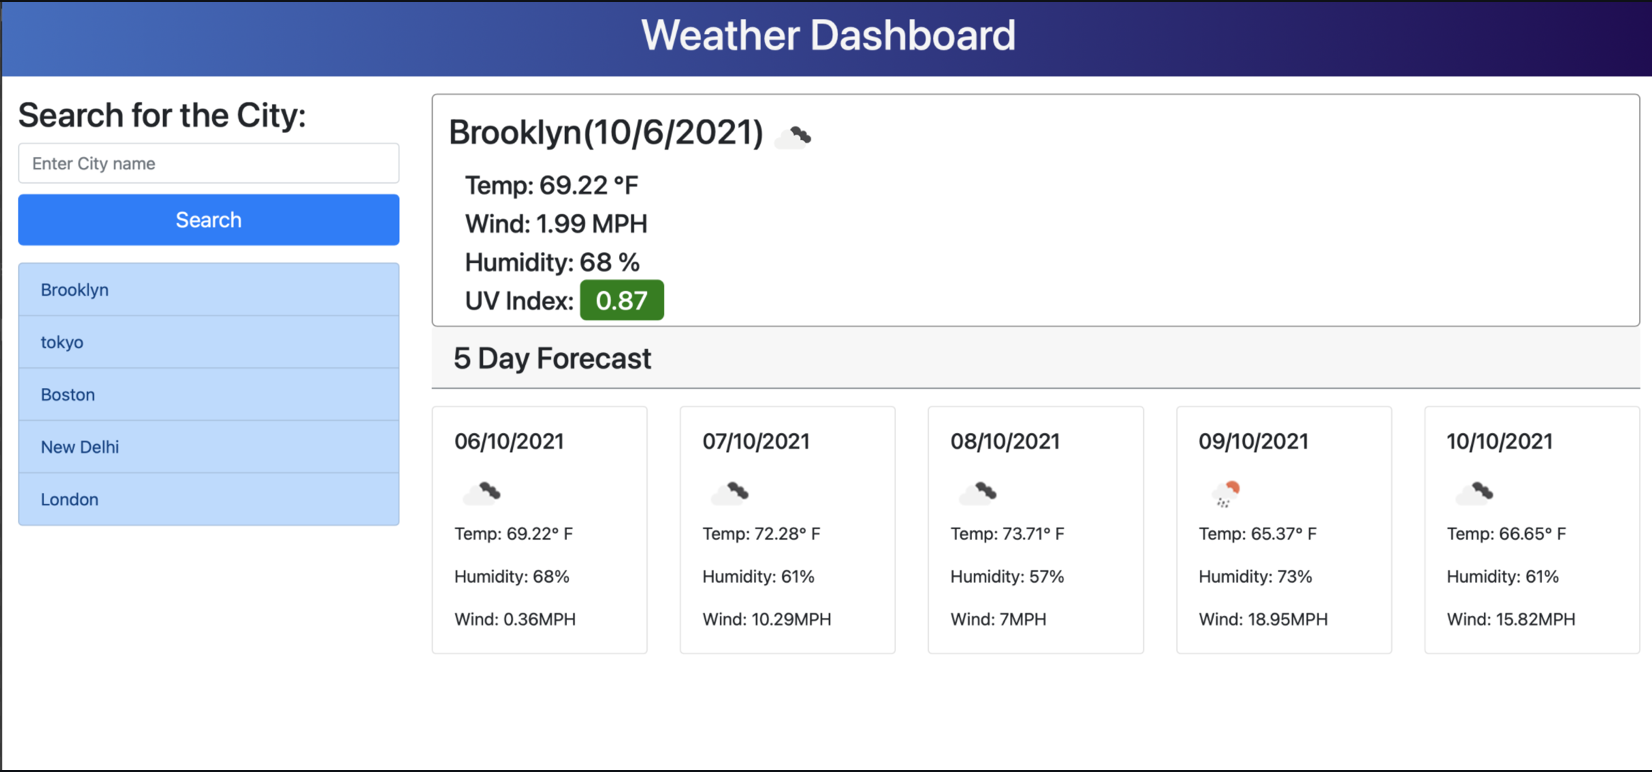 Weather Dashboard
Search for the City:
Enter City name
Search
Brooklyn
tokyo
Boston
New Delhi
London
Brooklyn(10/6/2021)
Temp: 69.22 °F
Wind: 1.99 MPH
Humidity: 68 %
UV Index: 0.87
5 Day Forecast
06/10/2021
Temp: 69.22° F
Humidity: 68%
Wind: 0.36MPH
07/10/2021
Temp: 72.28° F
Humidity: 61%
Wind: 10.29MPH
08/10/2021
Temp: 73.71° F
Humidity: 57%
Wind: 7MPH
09/10/2021
Temp: 65.37° F
Humidity: 73%
Wind: 18.95MPH
10/10/2021
Temp: 66.65° F
Humidity: 61%
Wind: 15.82MPH